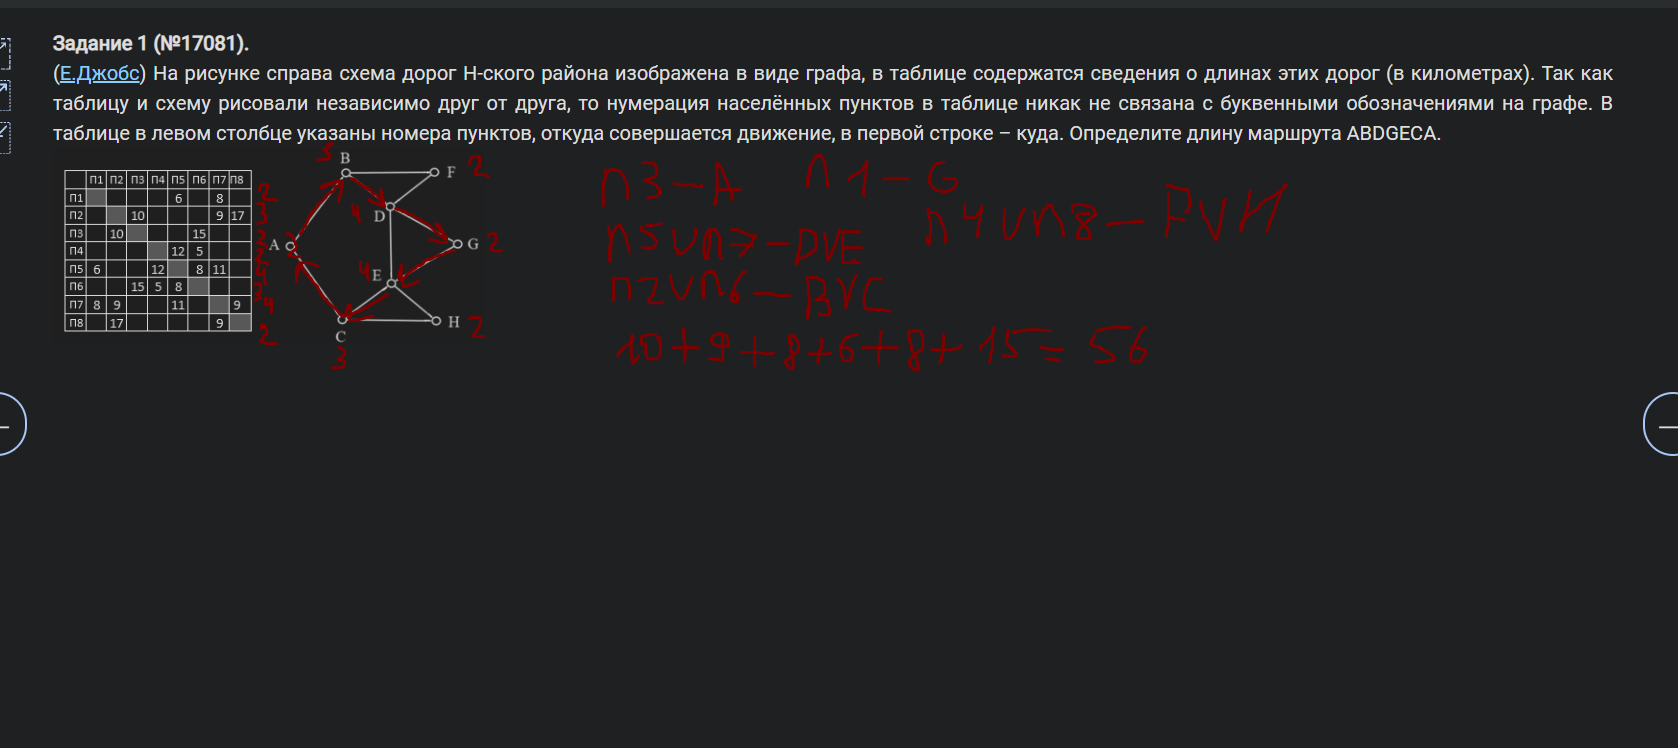 Задание 1 (№17081).
(Е.Джобс) На рисунке справа схема дорог Н-ского района изображена в виде графа, в таблице содержатся сведения о длинах этих дорог (в километрах). Так как
таблицу и схему рисовали независимо друг от друга, то нумерация населённых пунктов в таблице никак не связана с буквенными обозначениями на графе. В
таблице в левом столбце указаны номера пунктов, откуда совершается движение, в первой строке – куда. Определите длину маршрута ABDGECA.
П1 П2 П3 П4 П5 П6 П7 П8
П1 6 8 2
П2 10 9 17 3
П3 10 15 2
П4 12 5 2
П5 6 12 8 11 4
П6 15 5 8 3
П7 8 9 11 9 4
П8 17 9 2
3 B
F 2
4 D
A 2
G 2
4 E
H 2
C
3
П3 – A П1 – G
П5 U П7 – DVE П4 U П8 – FVH
П2 U П6 – BVC
10+9+8+6+8+15=56